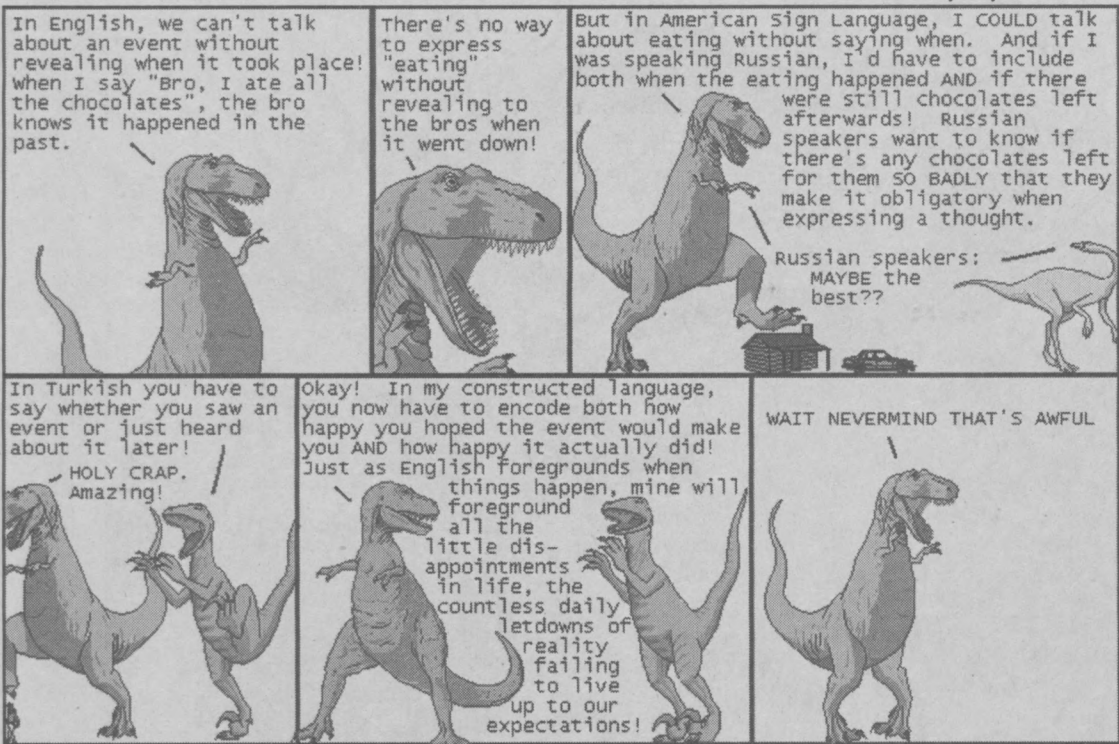 In English, we can't talk
about an event without
revealing when it took place!
when I say "Bro, I ate all
the chocolates", the bro
knows it happened in the
past.
There's no way
to express
"eating"
without
revealing to
the bros when
it went down!
But in American Sign Language, I COULD talk
about eating without saying when. And if I
was speaking Russian, I'd have to include
both when the eating happened AND if there
were still chocolates left
afterwards! Russian
speakers want to know if
there's any chocolates left
for them SO BADLY that they
make it obligatory when
expressing a thought.
Russian speakers:
MAYBE the
best??
In Turkish you have to
say whether you saw an
event or just heard
about it later!
HOLY CRAP.
Amazing!
Okay! In my constructed language,
you now have to encode both how
happy you hoped the event would make
you AND how happy it actually did!
Just as English foregrounds when
things happen, mine will
foreground
all the
little dis-
appointments
in life, the
countless daily
letdowns of
reality
failing
to live
up to our
expectations!
WAIT NEVERMIND THAT'S AWFUL